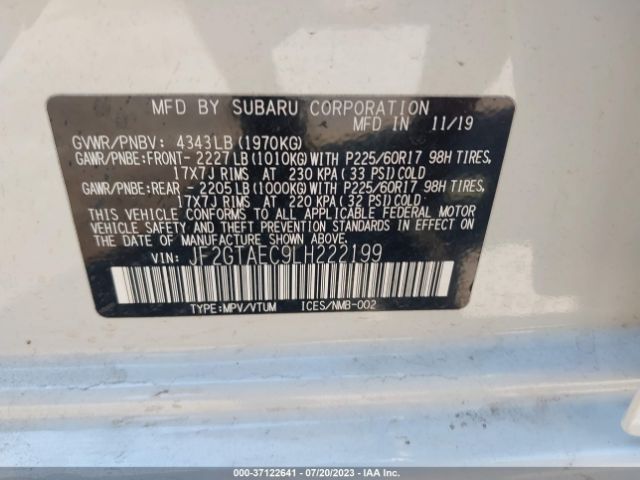 MFD BY SUBARU CORPORATION
MFD IN 11/19
GVWR/PNBV: 4343LB (1970KG)
GAWR/PNBE:FRONT- 2227LB (1010KG) WITH P225/60R17 98H TIRES,
17X7J RIMS AT 230 KPA (33 PSI) COLD
GAWR/PNBE:REAR - 2205LB (1000KG) WITH P225/60R17 98H TIRES,
17X7J RIMS AT 220 KPA (32 PSI) COLD
THIS VEHICLE CONFORMS TO ALL APPLICABLE FEDERAL MOTOR
VEHICLE SAFETY AND THEFT PREVENTION STANDARDS IN EFFECT
ON THE DATE OF MANUFACTURE SHOWN ABOVE.
VIN: JF2GTAEC9LH222199
TYPE:MPV/VTUM ICES/NMB-002
000-37122641 - 07/20/2023 - IAA Inc.